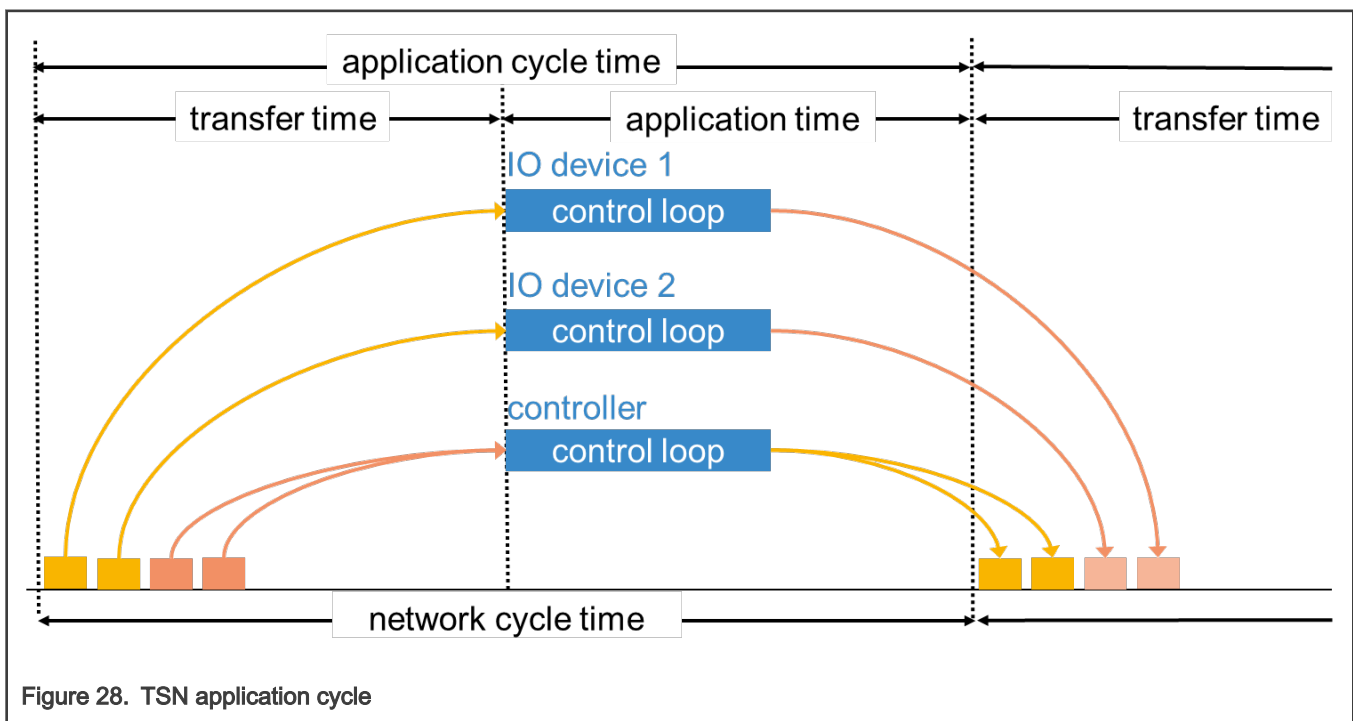 application cycle time
transfer time
application time
transfer time
IO device 1
control loop
IO device 2
control loop
controller
control loop
network cycle time
Figure 28. TSN application cycle